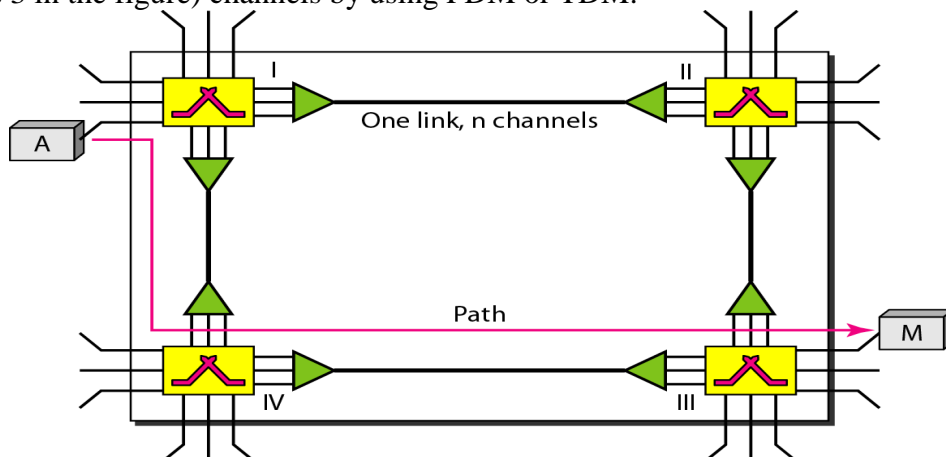 3 in the figure) channels by using FDM or TDM.
I
II
One link, n channels
A
Path
M
IV
III